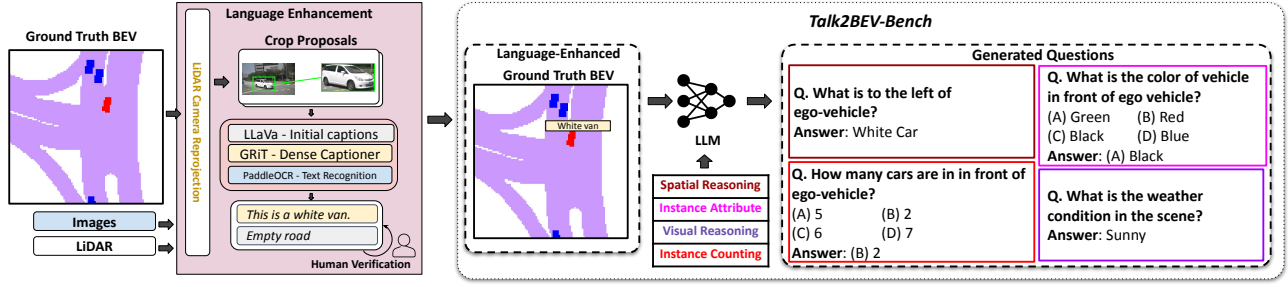 Ground Truth BEV
Images
LiDAR
Language Enhancement
LiDAR Camera Reprojection
Crop Proposals
LLaVa - Initial captions
GRiT - Dense Captioner
PaddleOCR - Text Recognition
This is a white van.
Empty road
Human Verification
Talk2BEV-Bench
Language-Enhanced
Ground Truth BEV
White van
LLM
Spatial Reasoning
Instance Attribute
Visual Reasoning
Instance Counting
Generated Questions
Q. What is to the left of
ego-vehicle?
Answer: White Car
Q. What is the color of vehicle
in front of ego vehicle?
(A) Green (B) Red
(C) Black (D) Blue
Answer: (A) Black
Q. How many cars are in in front of
ego-vehicle?
(A) 5 (B) 2
(C) 6 (D) 7
Answer: (B) 2
Q. What is the weather
condition in the scene?
Answer: Sunny